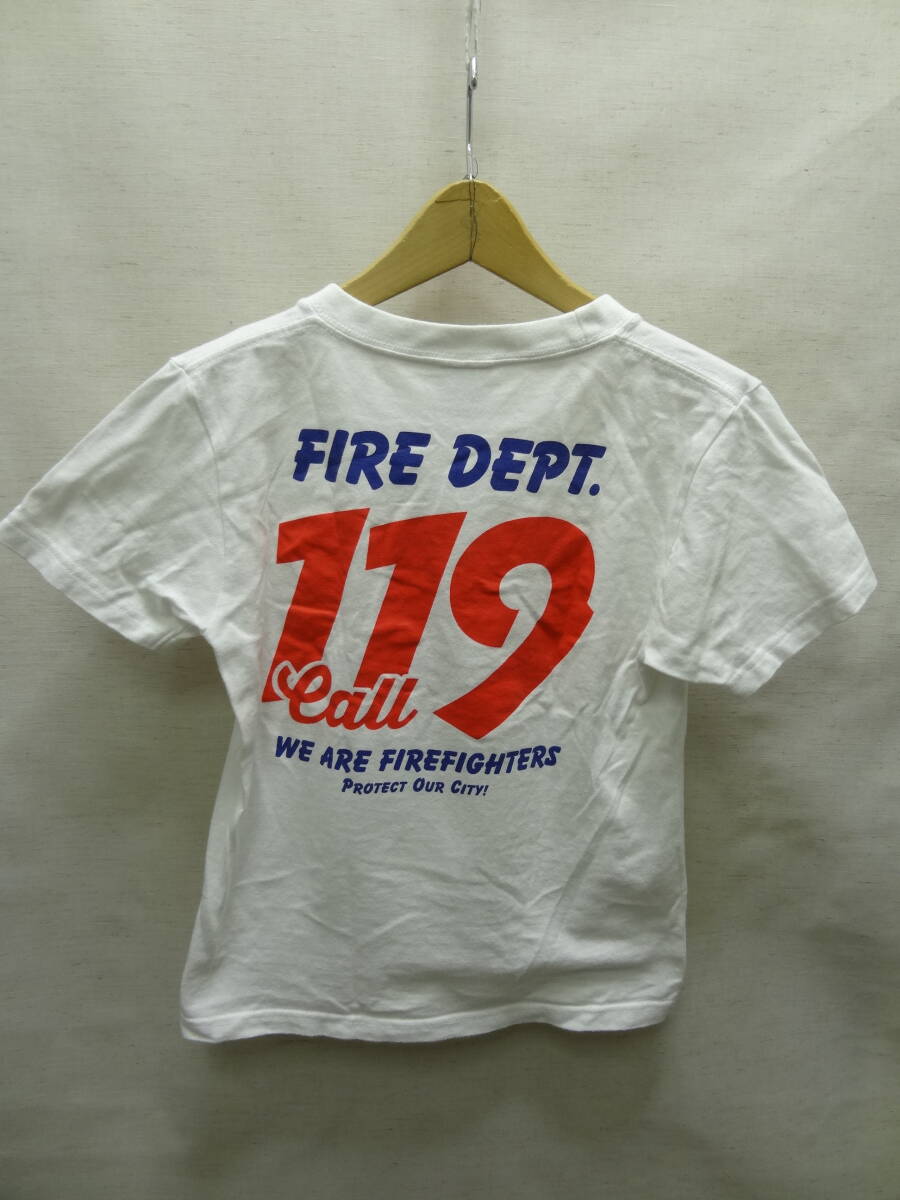 FIRE DEPT.
119
Call
WE ARE FIREFIGHTERS
PROTECT OUR CITY!